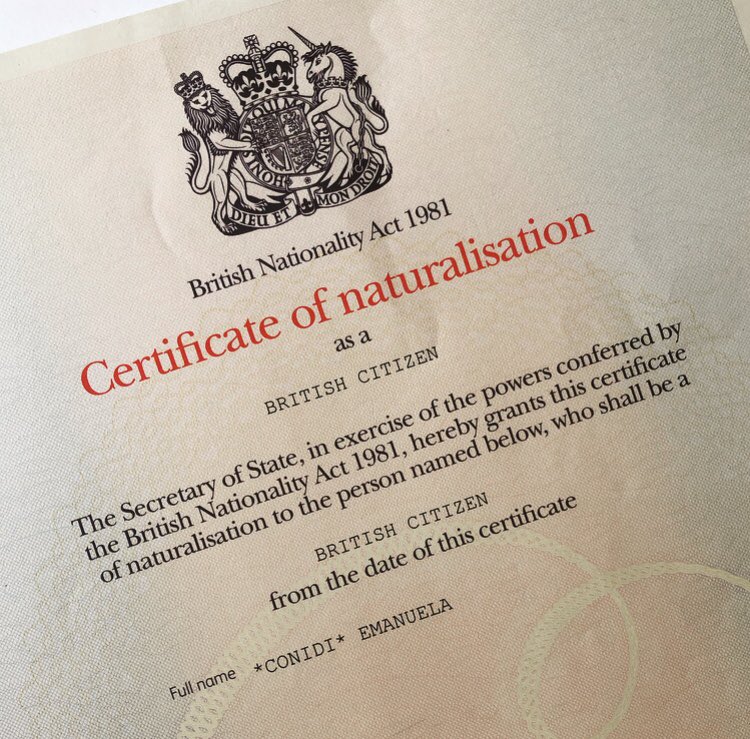 HONI SOIT QUI MAL PENSE
DIEU ET MON DROIT
British Nationality Act 1981
Certificate of naturalisation
as a
BRITISH CITIZEN
The Secretary of State, in exercise of the powers conferred by
the British Nationality Act 1981, hereby grants this certificate
of naturalisation to the person named below, who shall be a
BRITISH CITIZEN
from the date of this certificate
Full name *CONIDI* EMANUELA